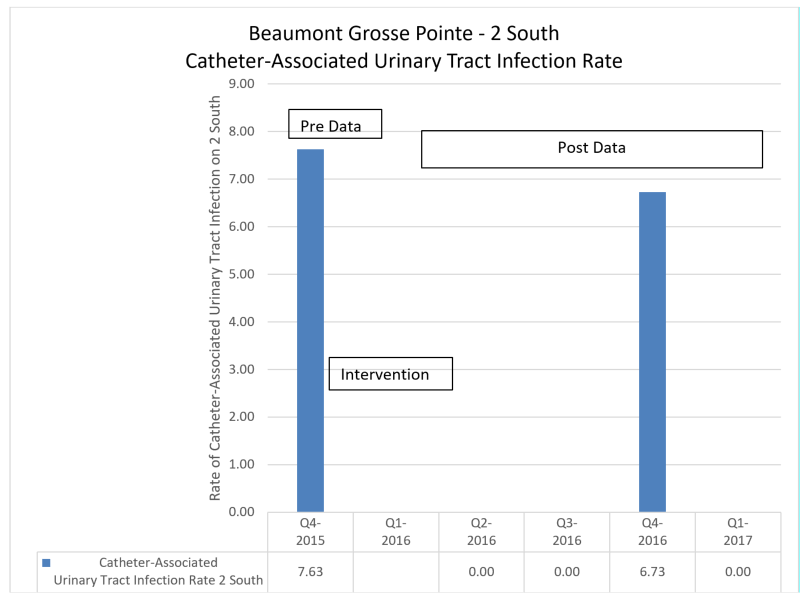 Beaumont Grosse Pointe - 2 South
Catheter-Associated Urinary Tract Infection Rate
Rate of Catheter-Associated Urinary Tract Infection on 2 South
9.00
8.00
7.00
6.00
5.00
4.00
3.00
2.00
1.00
0.00
Pre Data
Post Data
Intervention
Q4-
2015
Q1-
2016
Q2-
2016
Q3-
2016
Q4-
2016
Q1-
2017
Catheter-Associated
Urinary Tract Infection Rate 2 South
7.63
0.00
0.00
6.73
0.00